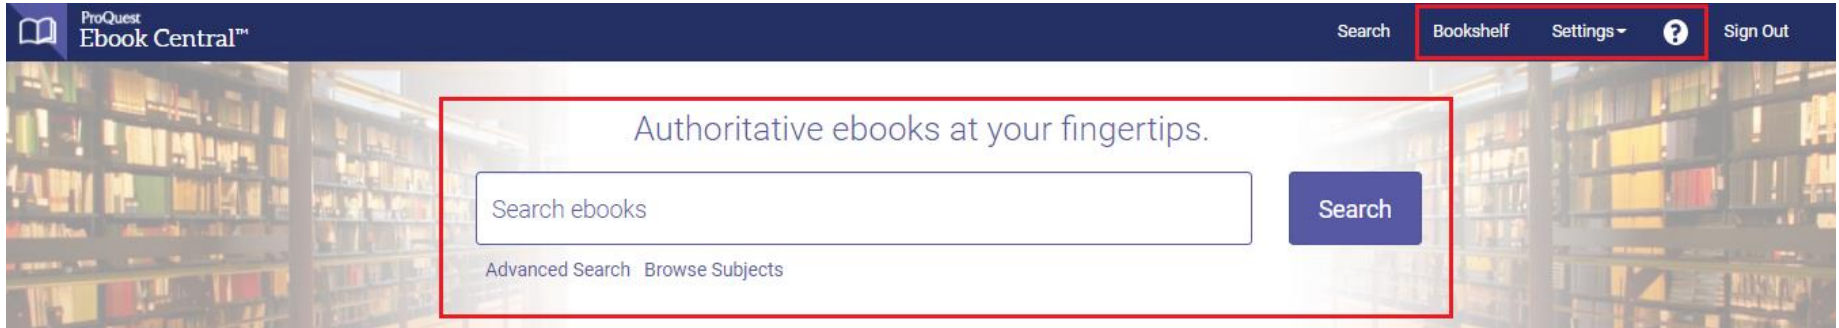 ProQuest
Ebook Central™
Search Bookshelf Settings ? Sign Out
Authoritative ebooks at your fingertips.
Search ebooks Search
Advanced Search Browse Subjects